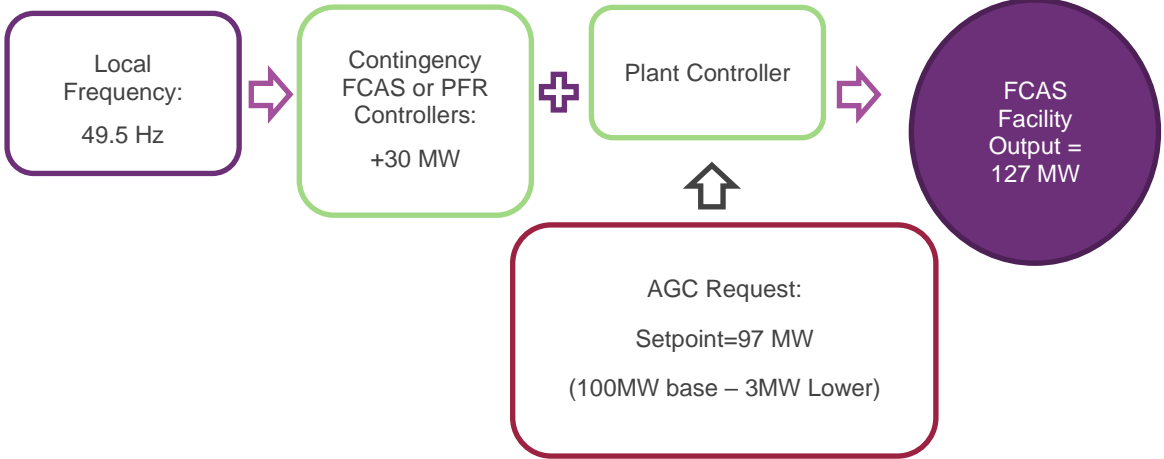 Local
Frequency:
49.5 Hz
Contingency
FCAS or PFR
Controllers:
+30 MW
Plant Controller
FCAS
Facility
Output =
127 MW
AGC Request:
Setpoint=97 MW
(100MW base – 3MW Lower)